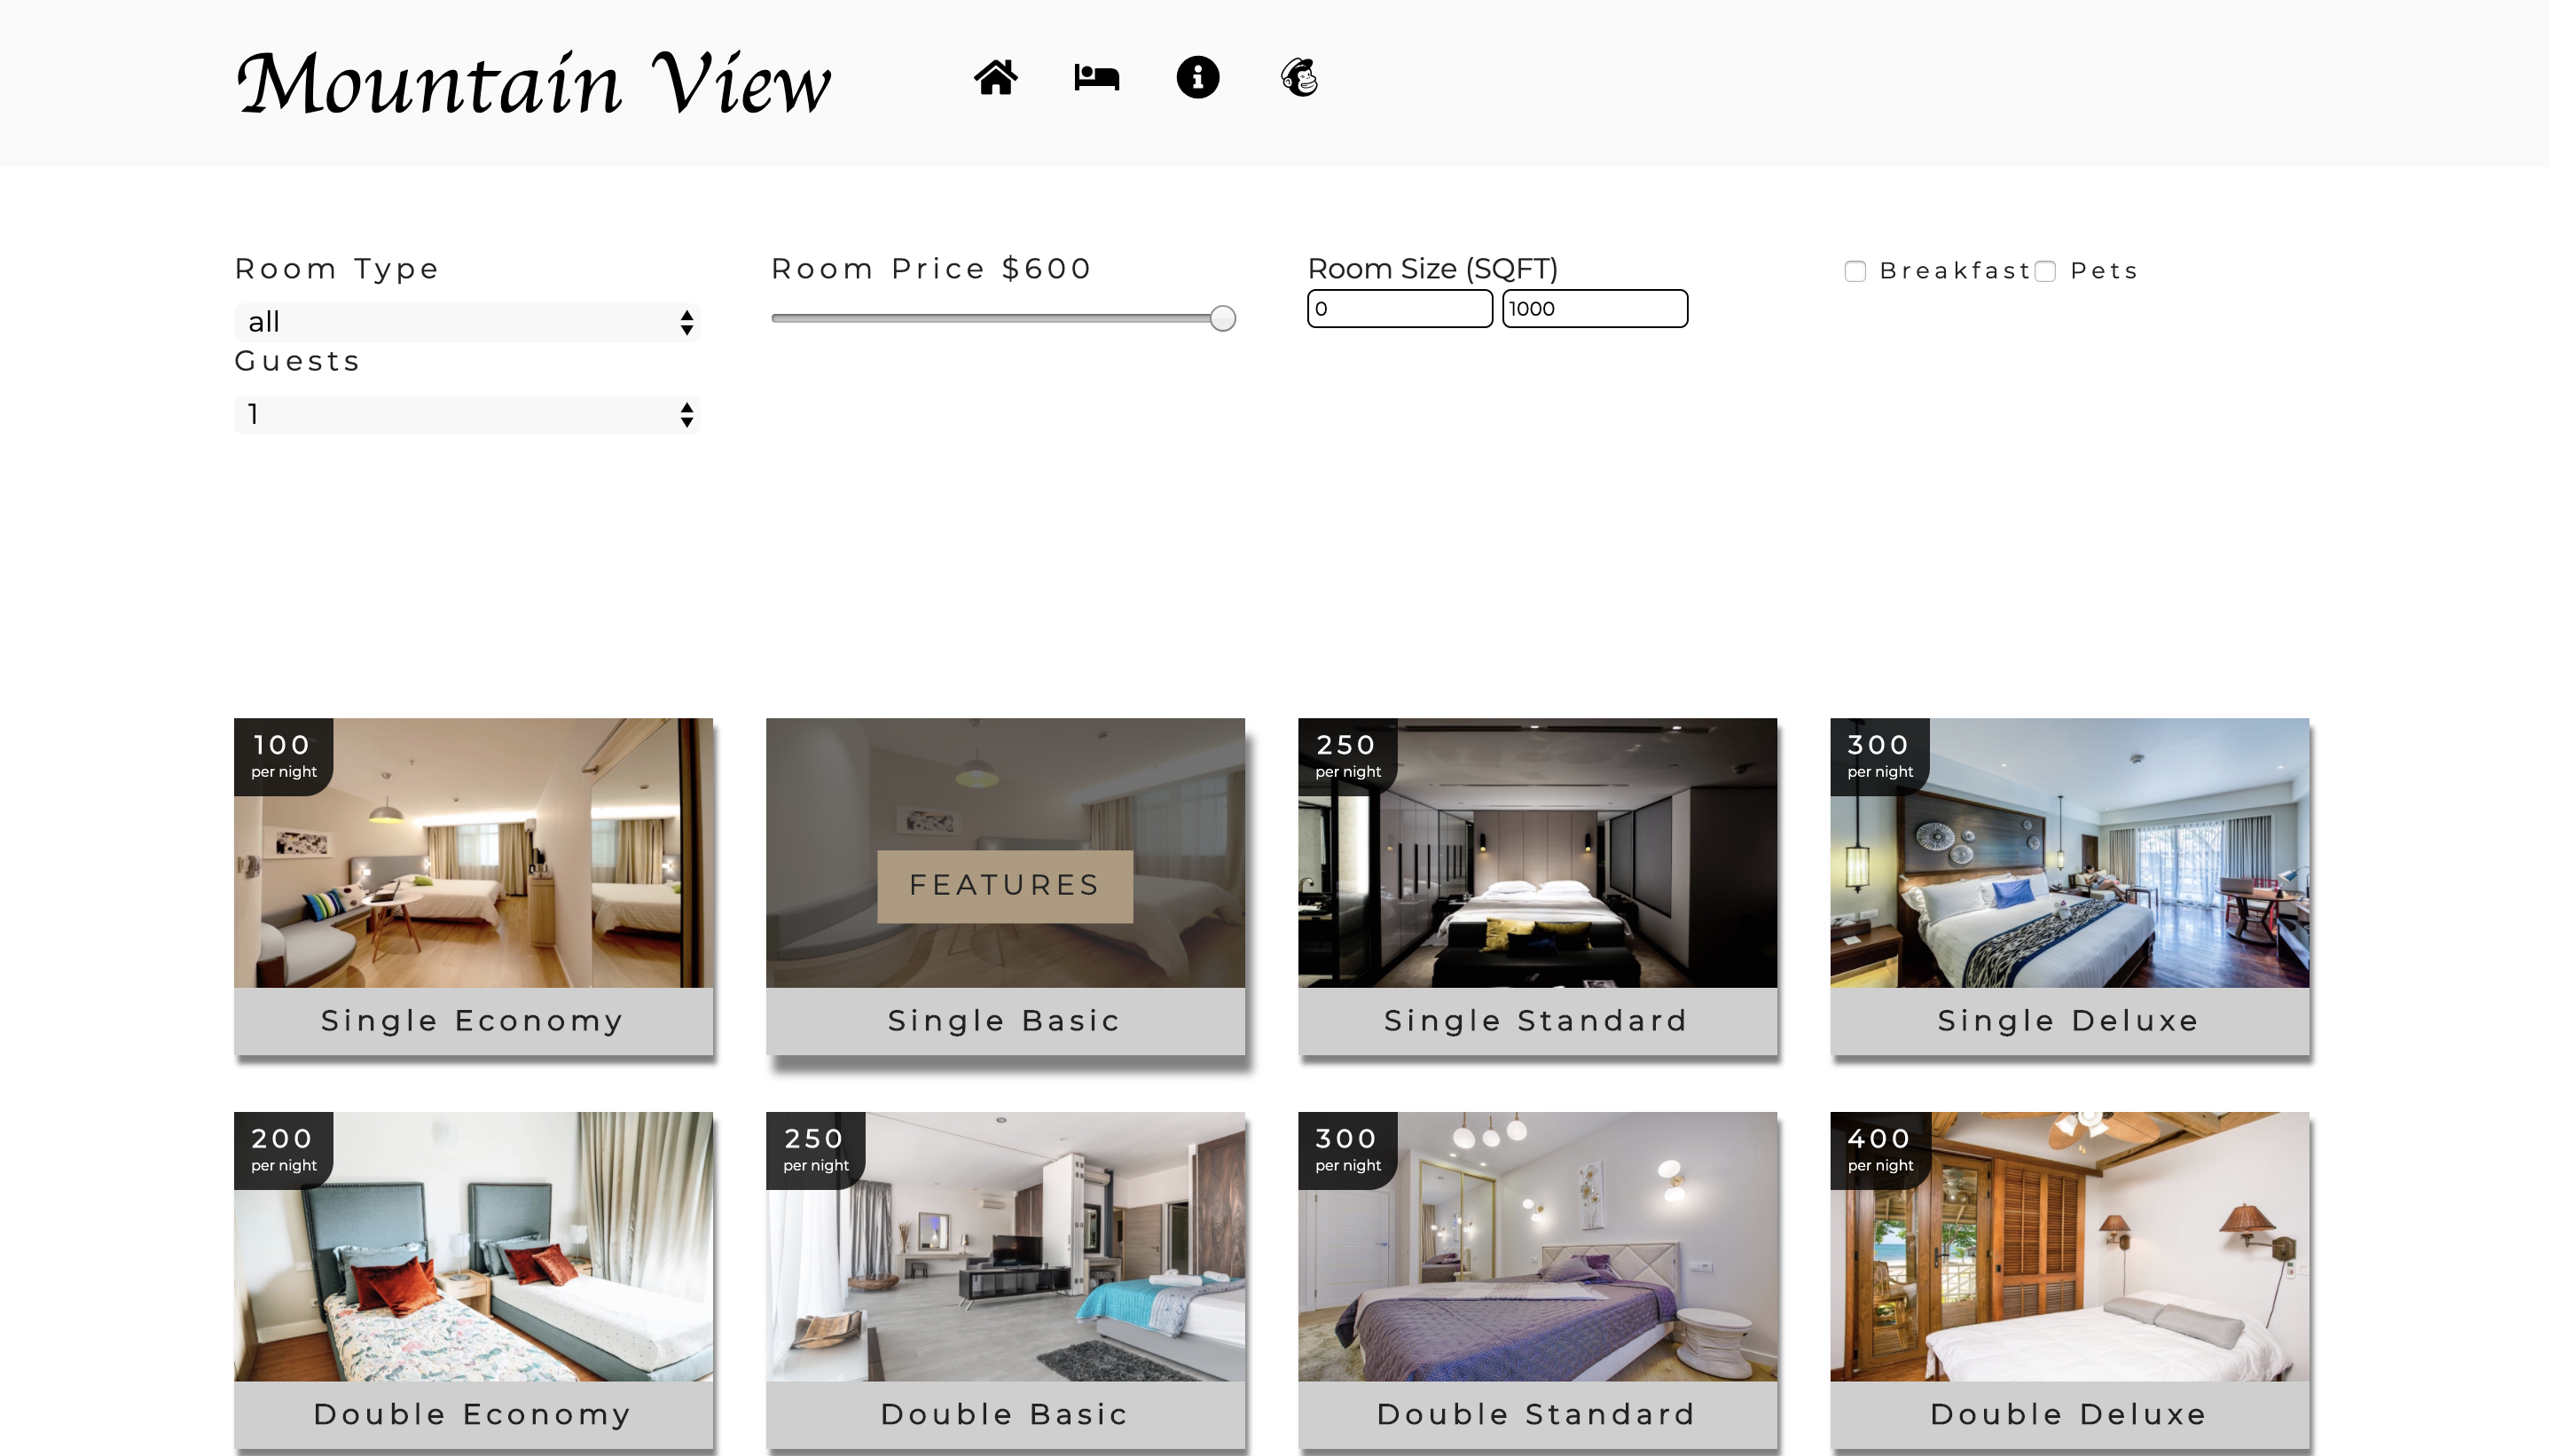 Mountain View
Room Type
all
Guests
1
Room Price $600
Room Size (SQFT)
0 1000
Breakfast Pets
100
per night
Single Economy
FEATURES
Single Basic
250
per night
Single Standard
300
per night
Single Deluxe
200
per night
Double Economy
250
per night
Double Basic
300
per night
Double Standard
400
per night
Double Deluxe